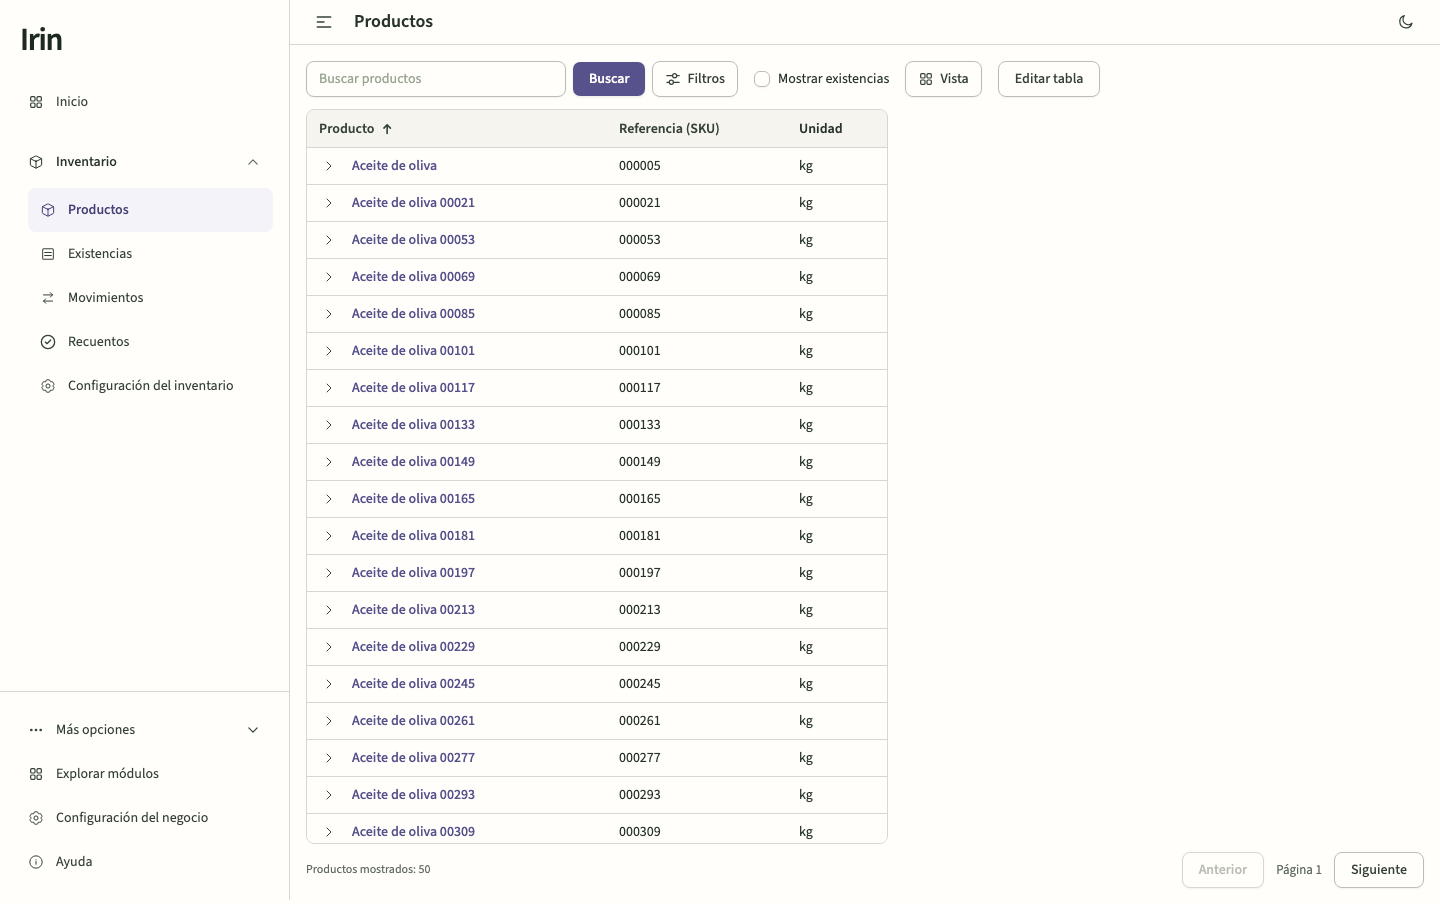 Irin
Productos
Inicio
Inventario
Productos
Existencias
Movimientos
Recuentos
Configuración del inventario
Más opciones
Explorar módulos
Configuración del negocio
Ayuda
Buscar productos Buscar Filtros Mostrar existencias Vista Editar tabla
Producto Referencia (SKU) Unidad
Aceite de oliva 000005 kg
Aceite de oliva 00021 000021 kg
Aceite de oliva 00053 000053 kg
Aceite de oliva 00069 000069 kg
Aceite de oliva 00085 000085 kg
Aceite de oliva 00101 000101 kg
Aceite de oliva 00117 000117 kg
Aceite de oliva 00133 000133 kg
Aceite de oliva 00149 000149 kg
Aceite de oliva 00165 000165 kg
Aceite de oliva 00181 000181 kg
Aceite de oliva 00197 000197 kg
Aceite de oliva 00213 000213 kg
Aceite de oliva 00229 000229 kg
Aceite de oliva 00245 000245 kg
Aceite de oliva 00261 000261 kg
Aceite de oliva 00277 000277 kg
Aceite de oliva 00293 000293 kg
Aceite de oliva 00309 000309 kg
Productos mostrados: 50 Anterior Página 1 Siguiente